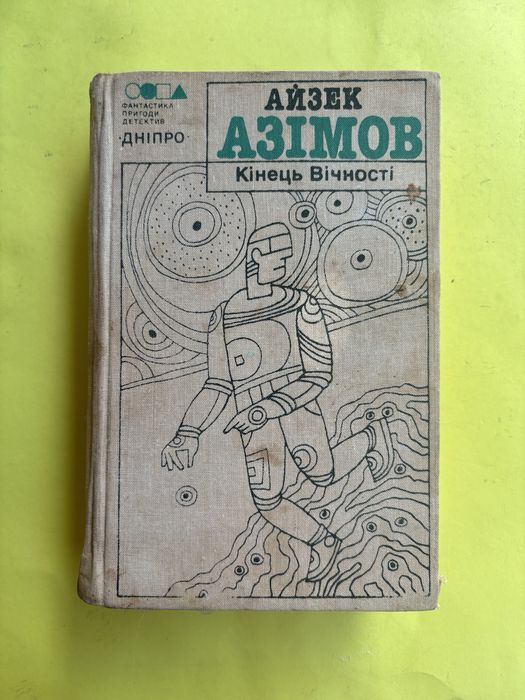 ФАНТАСТИКА
ПРИГОДИ
ДЕТЕКТИВ
·ДНІПРО·
АЙЗЕК
АЗІМОВ
Кінець Вічності